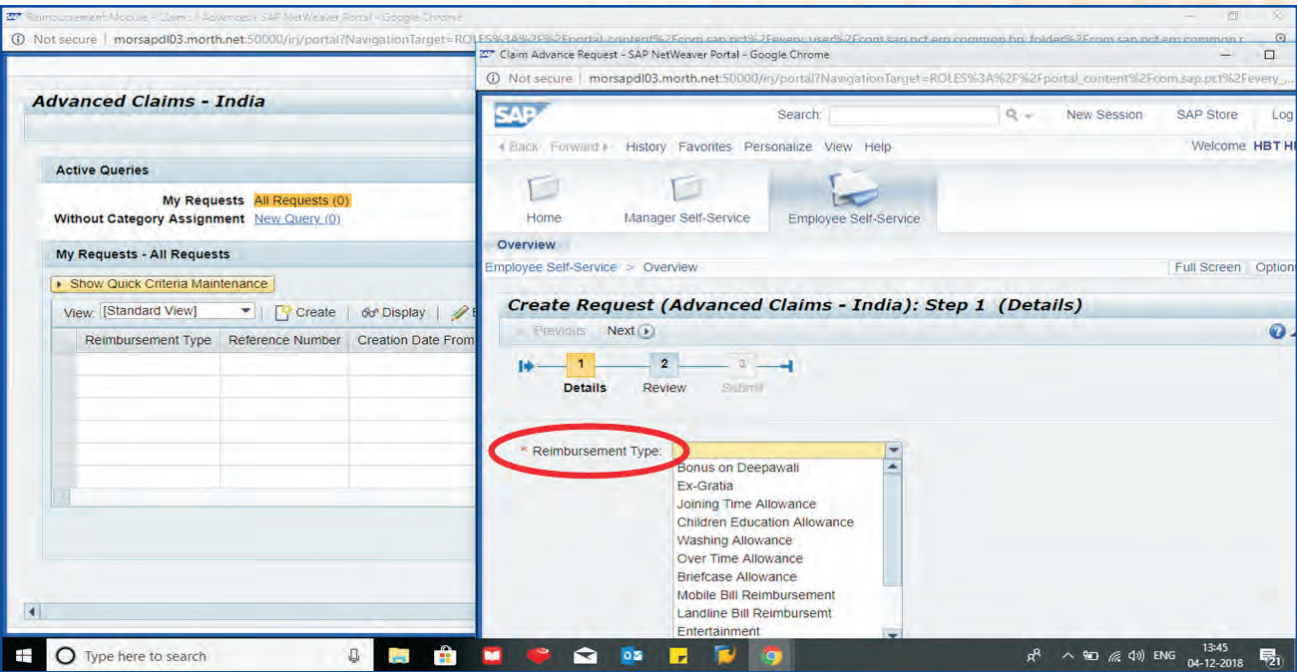 Reimbursement Module - Claims & Advances - SAP NetWeaver Portal - Google Chrome
Not secure | morsapdl03.morth.net:50000/irj/portal?NavigationTarget=ROLES%3A%2F%2Fportal_content%2Fcom.sap.pct%2Fevery_user%2Fcom.sap.pct.erp.common.bp_folder%2Fcom.sap.pct.erp.common.r
Advanced Claims - India
Active Queries
My Requests All Requests (0)
Without Category Assignment New Query (0)
My Requests - All Requests
Show Quick Criteria Maintenance
View: [Standard View] Create Display
Reimbursement Type Reference Number Creation Date From
Claim Advance Request - SAP NetWeaver Portal - Google Chrome
Not secure | morsapdl03.morth.net:50000/irj/portal?NavigationTarget=ROLES%3A%2F%2Fportal_content%2Fcom.sap.pct%2Fevery_...
SAP Search: New Session SAP Store Log
Back Forward History Favorites Personalize View Help Welcome HBT
Home Manager Self-Service Employee Self-Service
Overview
Employee Self-Service > Overview Full Screen Option
Create Request (Advanced Claims - India): Step 1 (Details)
Previous Next
1 2 3
Details Review Submit
* Reimbursement Type:
Bonus on Deepawali
Ex-Gratia
Joining Time Allowance
Children Education Allowance
Washing Allowance
Over Time Allowance
Briefcase Allowance
Mobile Bill Reimbursement
Landline Bill Reimbursemt
Entertainment
Type here to search ENG 13:45
04-12-2018 21